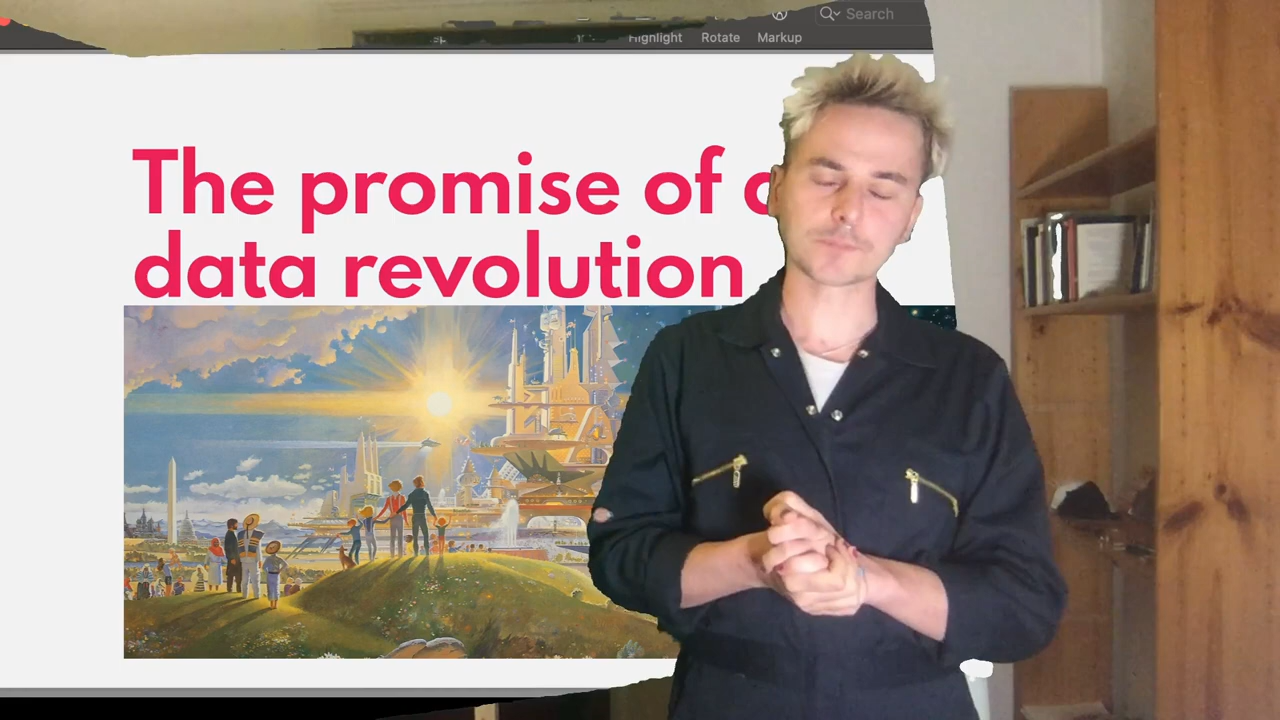 Search
Highlight Rotate Markup
The promise of a
data revolution